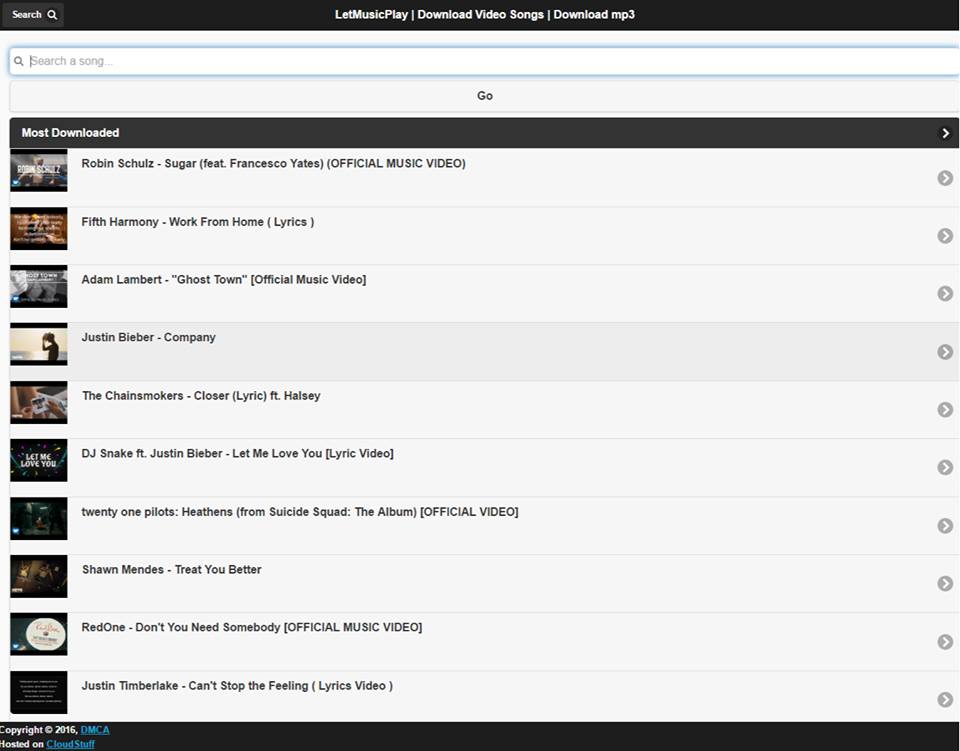 Search
LetMusicPlay | Download Video Songs | Download mp3
Search a song...
Go
Most Downloaded
ROBIN SCHULZ
Robin Schulz - Sugar (feat. Francesco Yates) (OFFICIAL MUSIC VIDEO)
Fifth Harmony - Work From Home ( Lyrics )
GHOST TOWN
Adam Lambert - "Ghost Town" [Official Music Video]
Justin Bieber - Company
The Chainsmokers - Closer (Lyric) ft. Halsey
LET ME
LOVE YOU
DJ Snake ft. Justin Bieber - Let Me Love You [Lyric Video]
twenty one pilots: Heathens (from Suicide Squad: The Album) [OFFICIAL VIDEO]
Shawn Mendes - Treat You Better
RedOne - Don't You Need Somebody [OFFICIAL MUSIC VIDEO]
Justin Timberlake - Can't Stop the Feeling ( Lyrics Video )
Copyright © 2016, DMCA
Hosted on CloudStuff